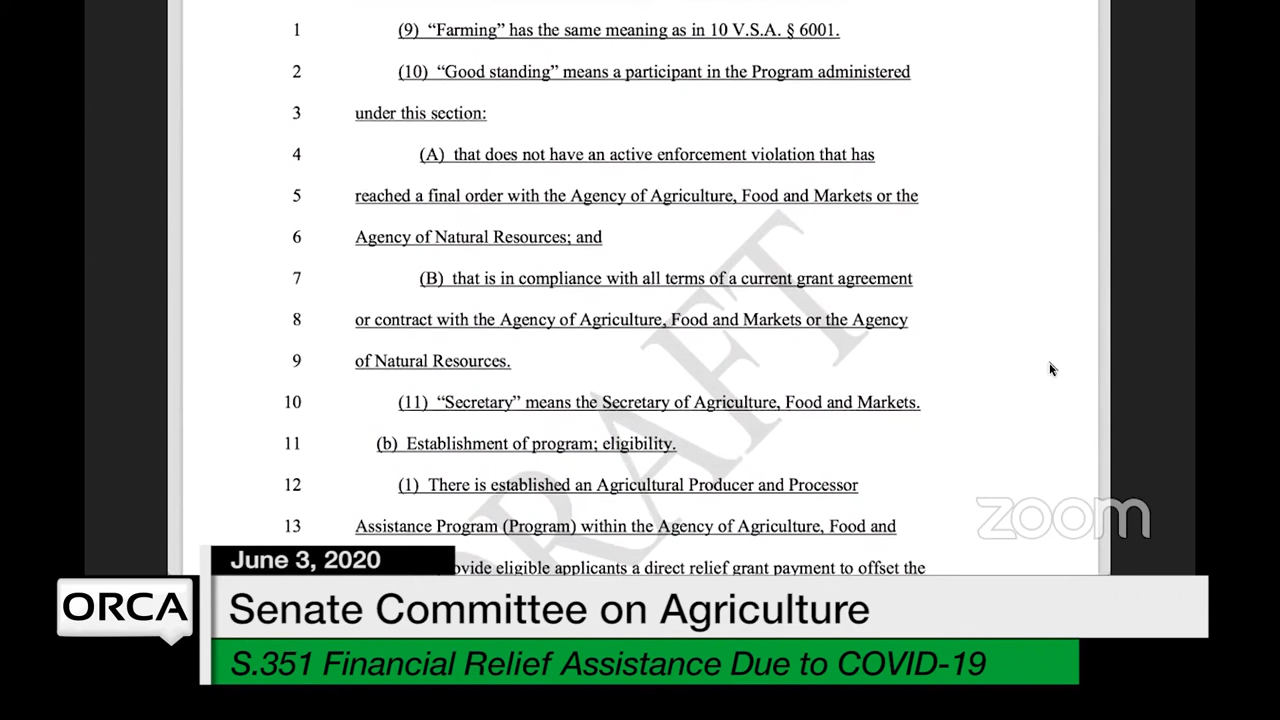 1 (9) “Farming” has the same meaning as in 10 V.S.A. § 6001.
2 (10) “Good standing” means a participant in the Program administered
3 under this section:
4 (A) that does not have an active enforcement violation that has
5 reached a final order with the Agency of Agriculture, Food and Markets or the
6 Agency of Natural Resources; and
7 (B) that is in compliance with all terms of a current grant agreement
8 or contract with the Agency of Agriculture, Food and Markets or the Agency
9 of Natural Resources.
10 (11) “Secretary” means the Secretary of Agriculture, Food and Markets.
11 (b) Establishment of program; eligibility.
12 (1) There is established an Agricultural Producer and Processor
13 Assistance Program (Program) within the Agency of Agriculture, Food and
eligible applicants a direct relief grant payment to offset the
DRAFT
zoom
June 3, 2020
ORCA
Senate Committee on Agriculture
S.351 Financial Relief Assistance Due to COVID-19